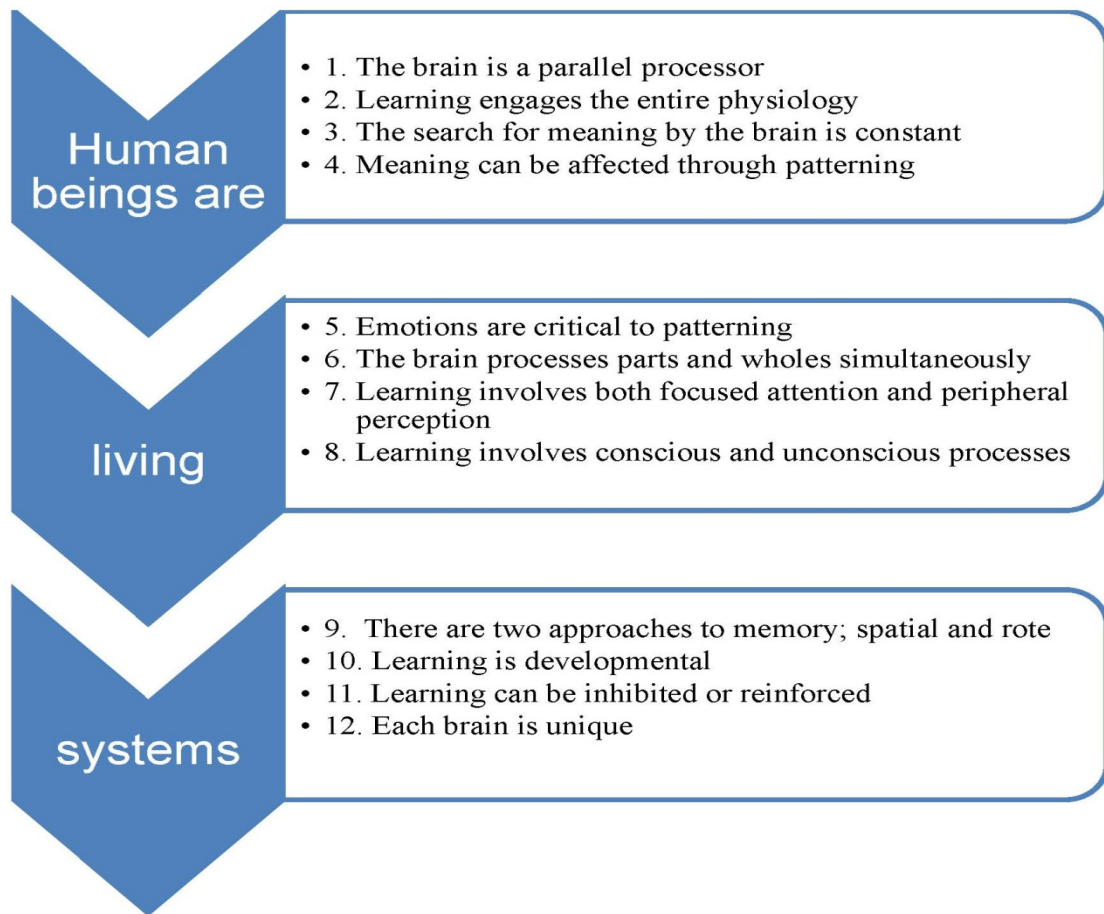 Human
beings are
• 1. The brain is a parallel processor
• 2. Learning engages the entire physiology
• 3. The search for meaning by the brain is constant
• 4. Meaning can be affected through patterning
living
• 5. Emotions are critical to patterning
• 6. The brain processes parts and wholes simultaneously
• 7. Learning involves both focused attention and peripheral
perception
• 8. Learning involves conscious and unconscious processes
systems
• 9.  There are two approaches to memory; spatial and rote
• 10. Learning is developmental
• 11. Learning can be inhibited or reinforced
• 12. Each brain is unique